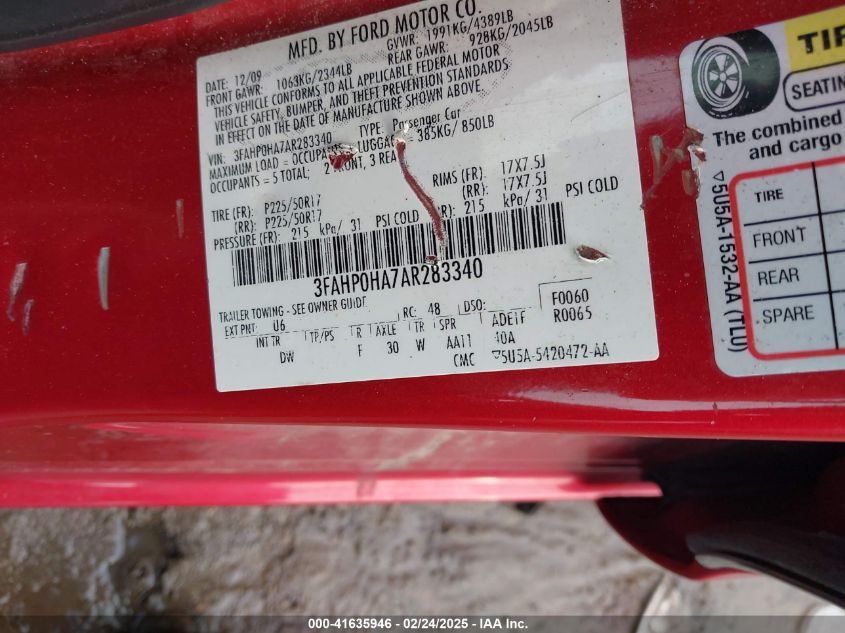 MFD. BY FORD MOTOR CO.
DATE: 12/09 GVWR: 1991KG/4389LB
FRONT GAWR: 1063KG/2344LB REAR GAWR: 928KG/2045LB
THIS VEHICLE CONFORMS TO ALL APPLICABLE FEDERAL MOTOR
VEHICLE SAFETY, BUMPER, AND THEFT PREVENTION STANDARDS
IN EFFECT ON THE DATE OF MANUFACTURE SHOWN ABOVE.
VIN: 3FAHP0HA7AR283340 TYPE: Passenger Car
MAXIMUM LOAD = OCCUPANTS LUGGAGE 385KG/ 850LB
OCCUPANTS = 5 TOTAL; 2 FRONT, 3 REAR
TIRE (FR): P225/50R17 RIMS (FR): 17X7.5J
(RR): P225/50R17 (RR): 17X7.5J
PRESSURE (FR): 215 kPa/ 31 PSI COLD 215 kPa/ 31 PSI COLD
3FAHP0HA7AR283340
TRAILER TOWING - SEE OWNER GUIDE
EXT PNT: U6 RC: 48 DSO: F0060
R0065
INT TR TP/PS R AXLE TR SPR ADETF
DW F 30 W AA11
CMC 5U5A-5420472-AA
TIR
SEATIN
The combined
and cargo
TIRE
FRONT
REAR
SPARE
5U5A-1532-AA (TLU)
000-41635946 - 02/24/2025 - IAA Inc.